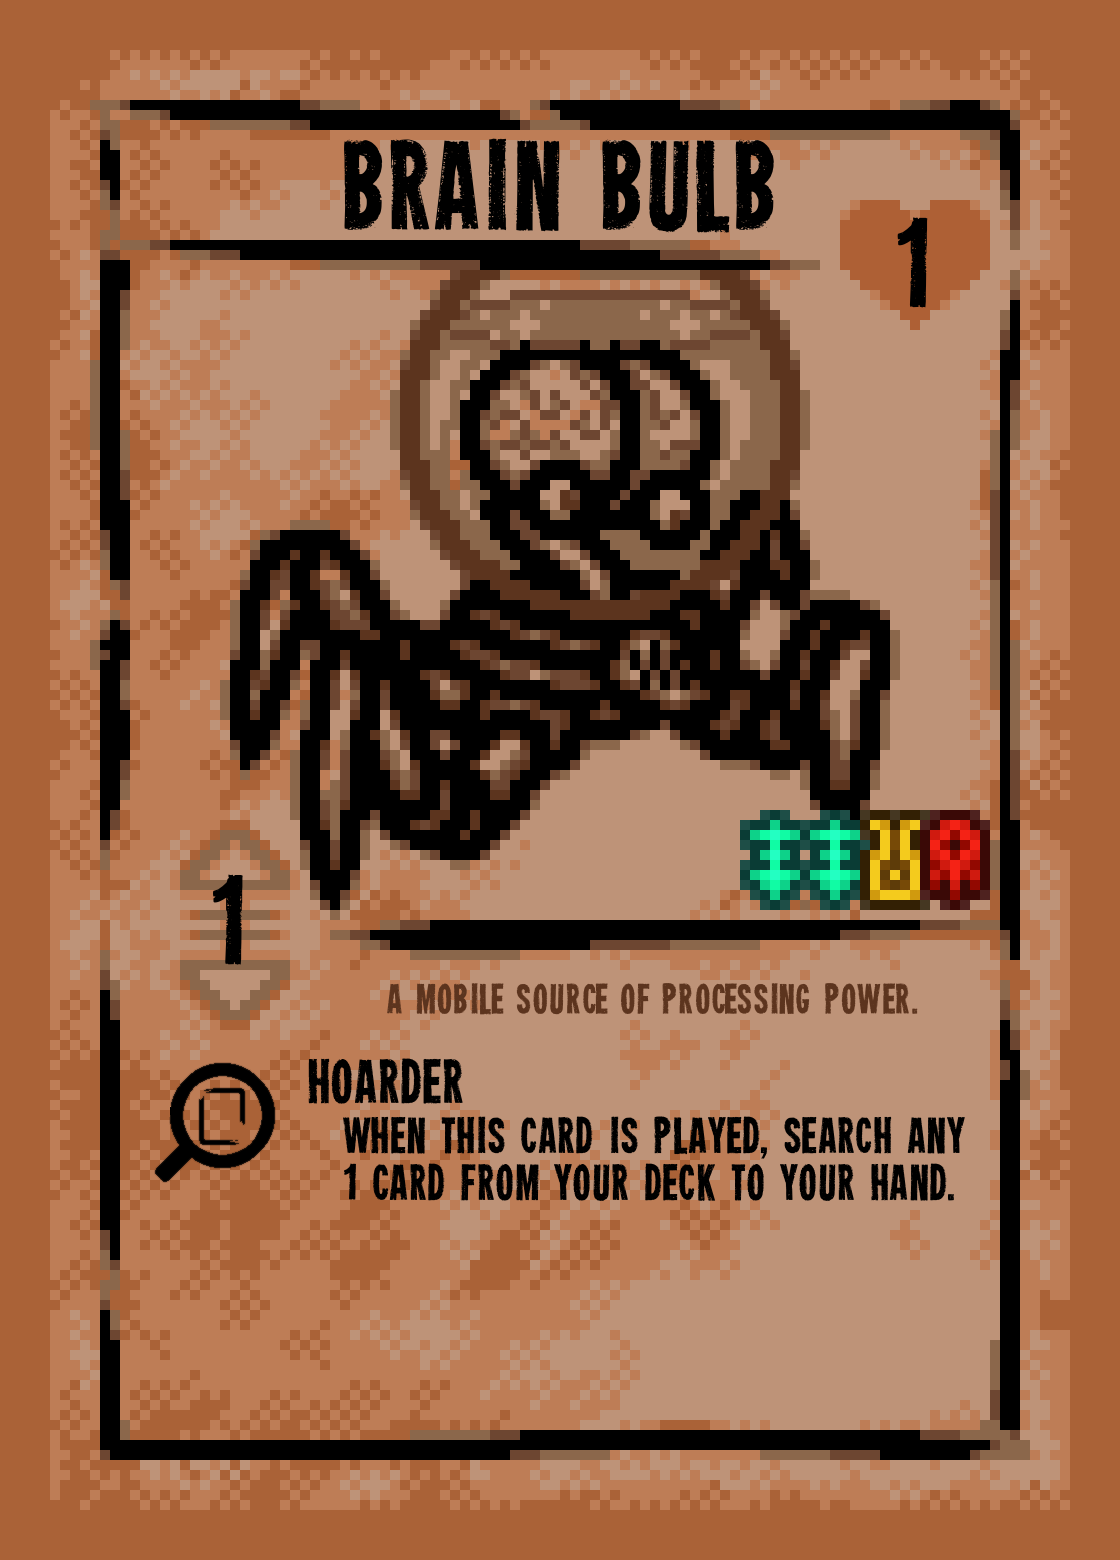 BRAIN BULB
1
1
A MOBILE SOURCE OF PROCESSING POWER.
HOARDER
WHEN THIS CARD IS PLAYED, SEARCH ANY
1 CARD FROM YOUR DECK TO YOUR HAND.